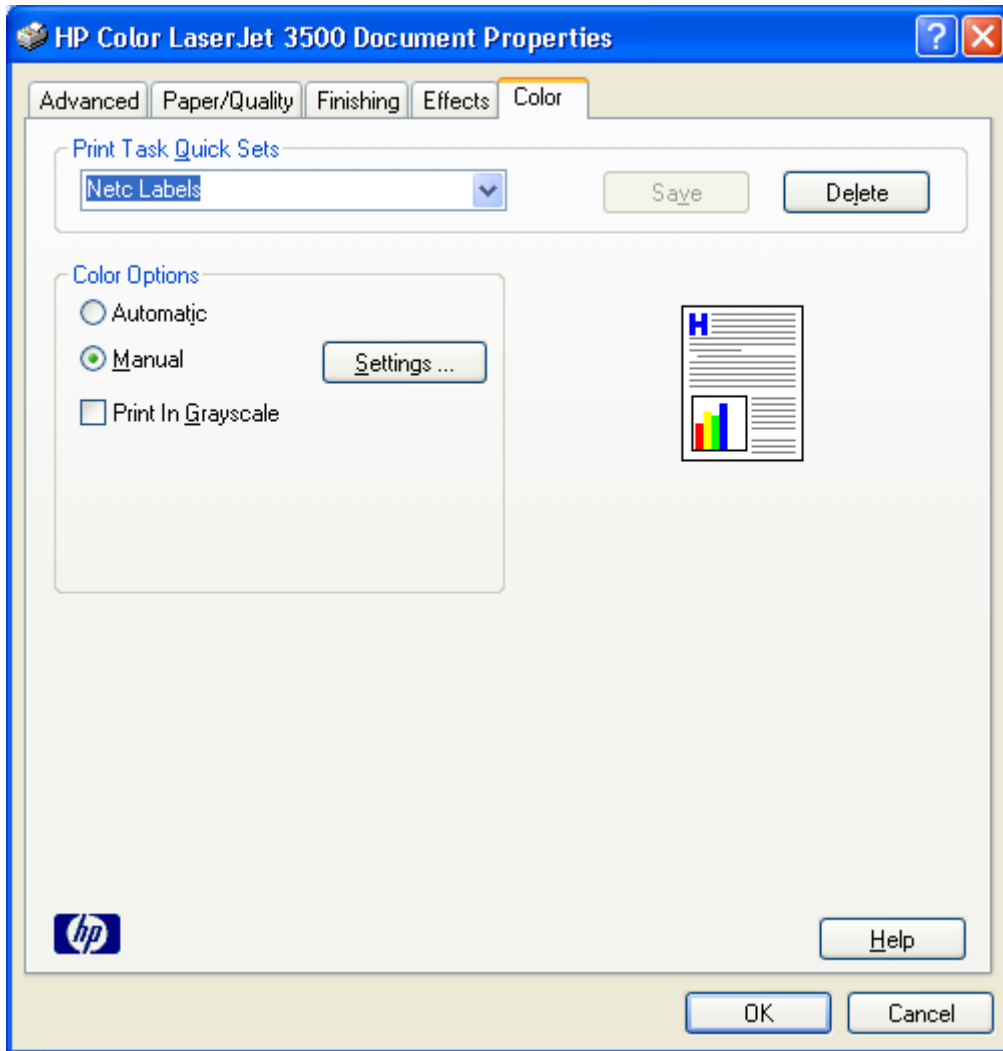 HP Color LaserJet 3500 Document Properties
?
Advanced Paper/Quality Finishing Effects Color
Print Task Quick Sets
Netc Labels Save Delete
Color Options
Automatic
Manual Settings ...
Print In Grayscale
H
hp
Help
OK Cancel